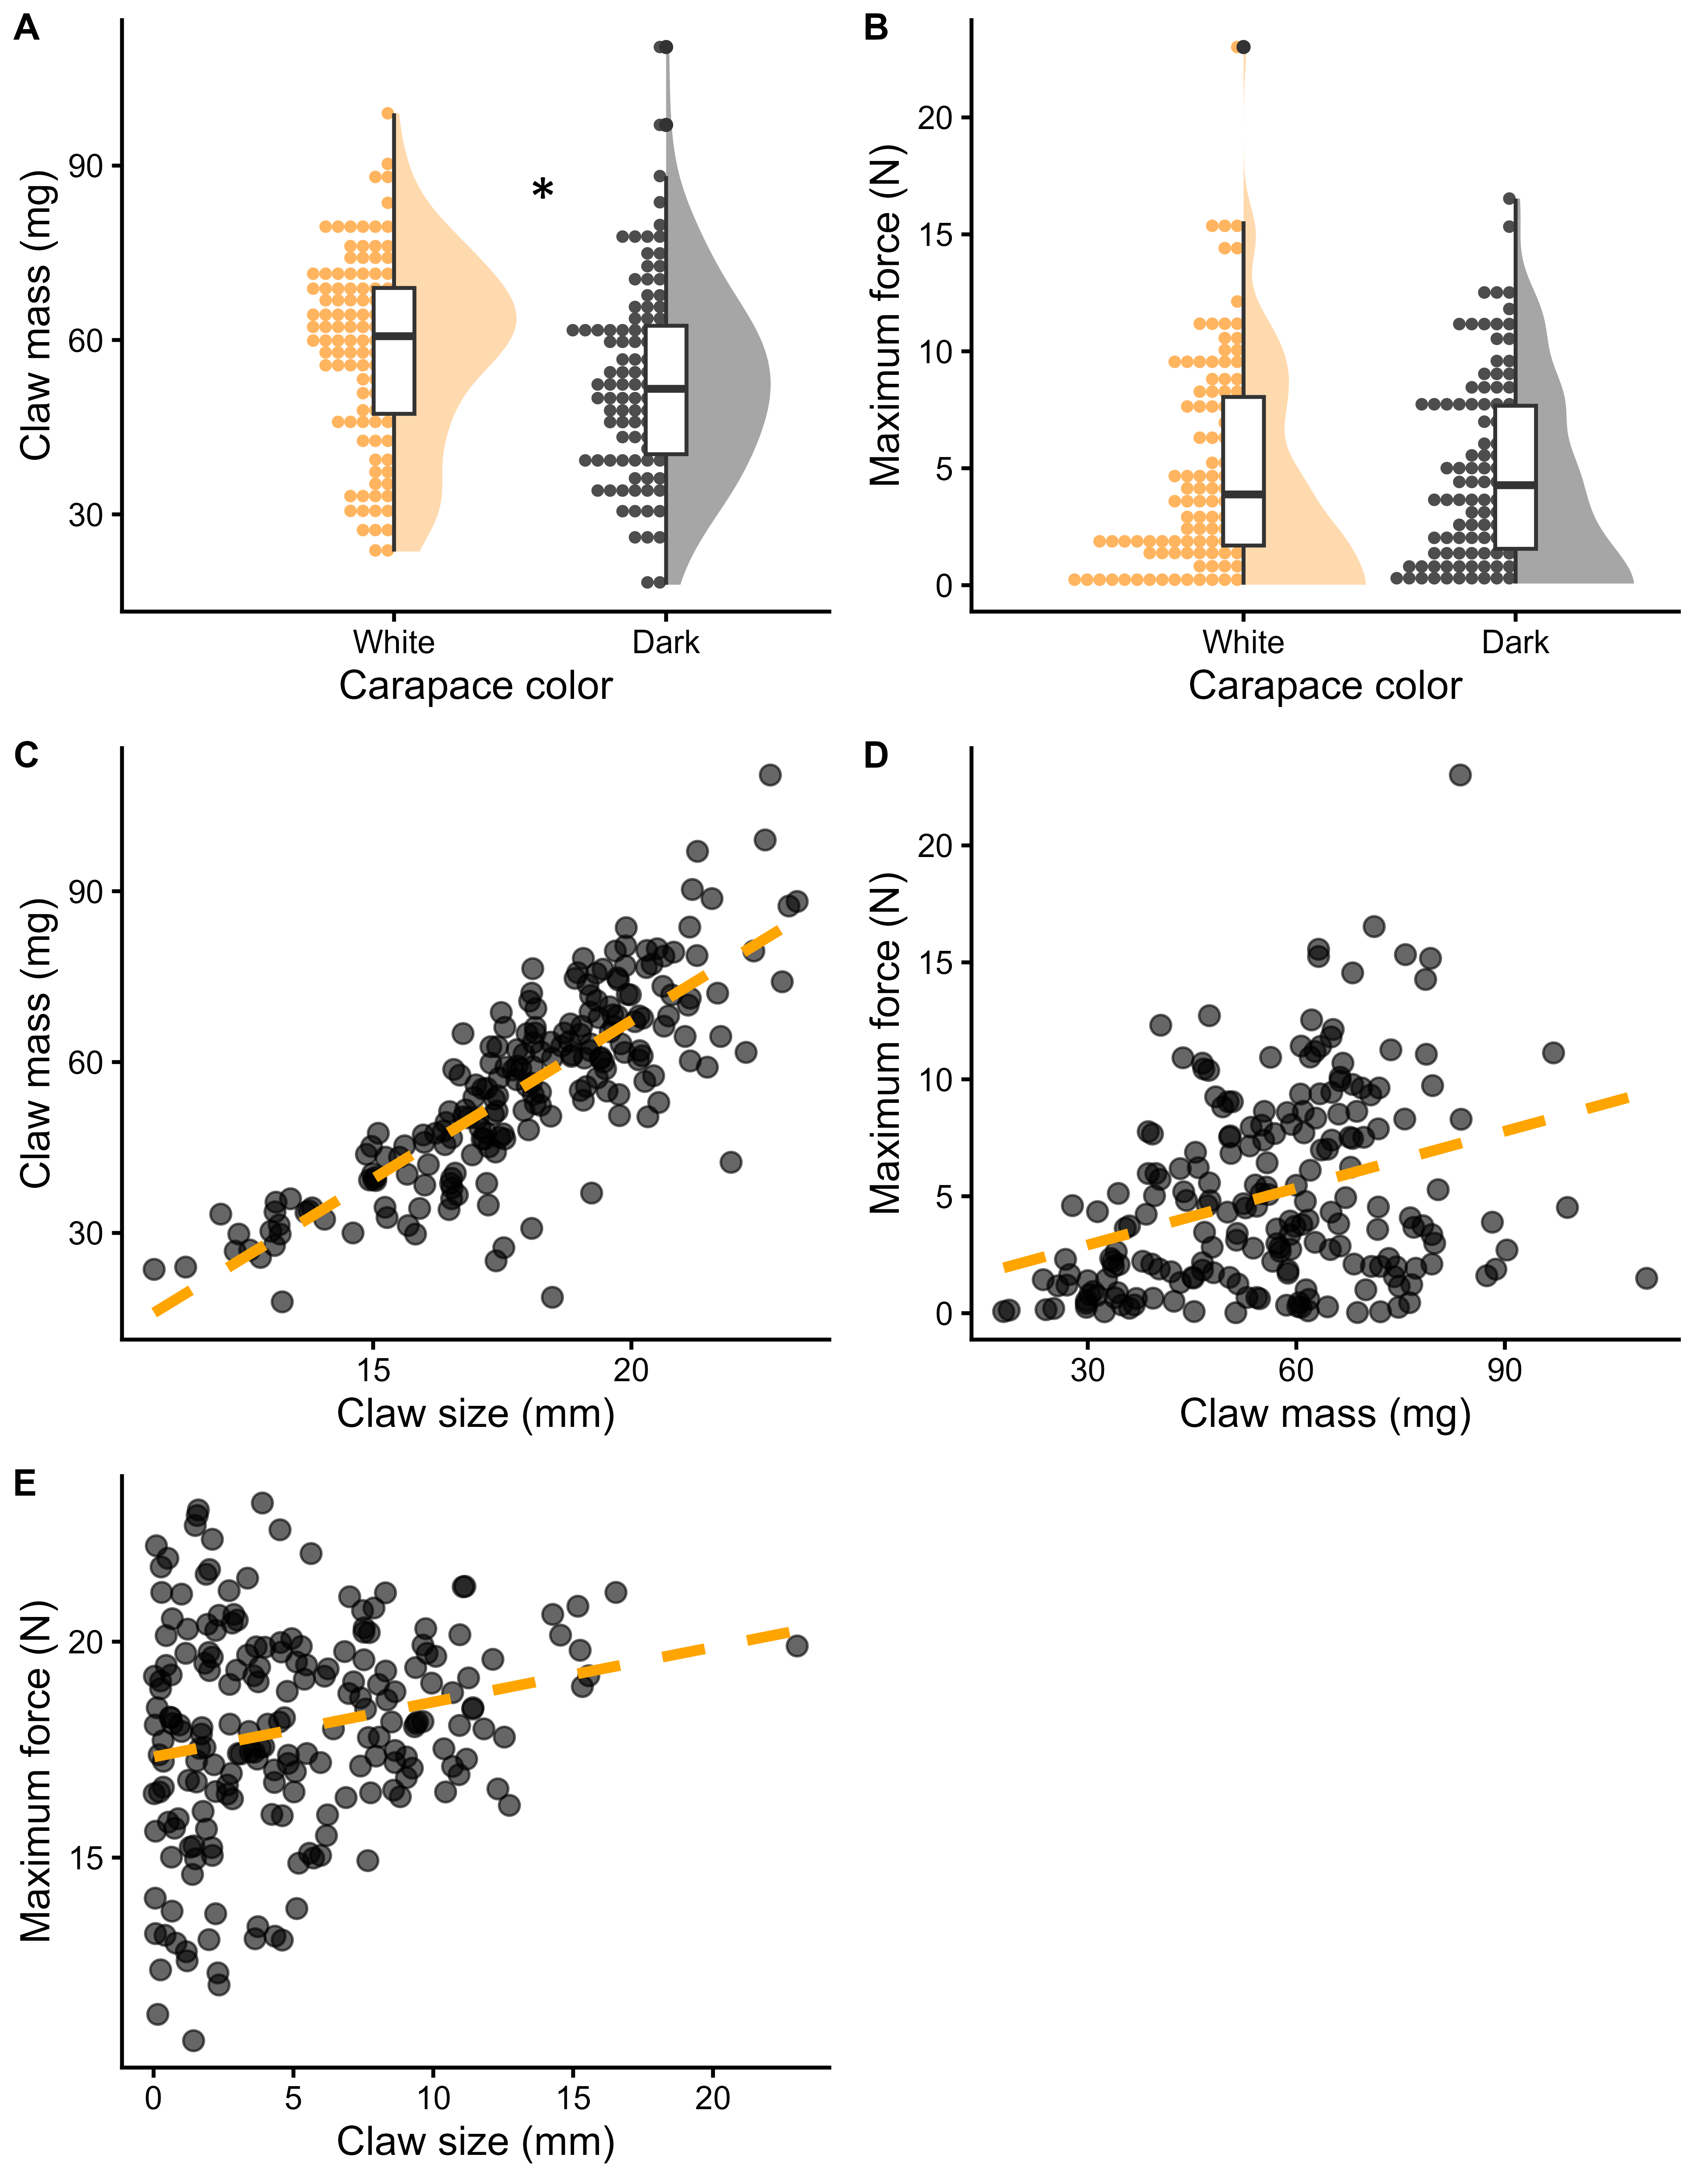 A
Claw mass (mg)
90
60
30
*
White
Dark
Carapace color
B
Maximum force (N)
20
15
10
5
0
White
Dark
Carapace color
C
Claw mass (mg)
90
60
30
15
20
Claw size (mm)
D
Maximum force (N)
20
15
10
5
0
30
60
90
Claw mass (mg)
E
Maximum force (N)
20
15
0
5
10
15
20
Claw size (mm)